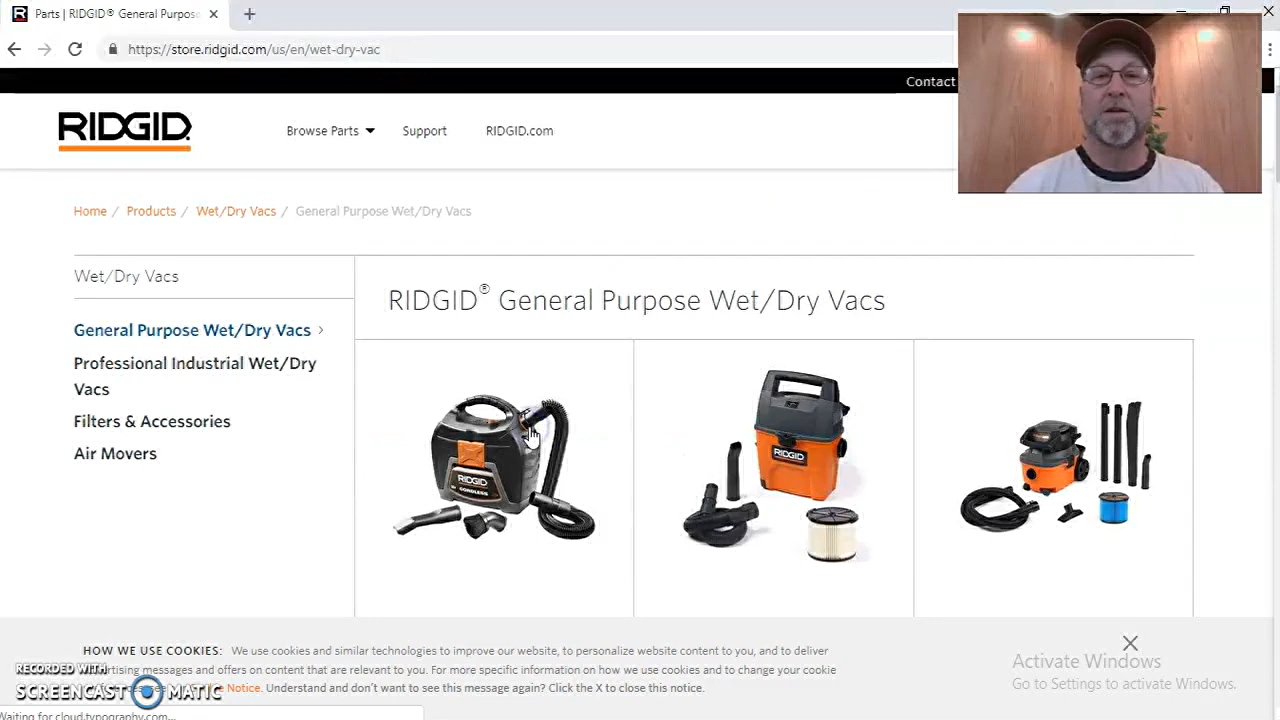 Parts | RIDGID® General Purpose
https://store.ridgid.com/us/en/wet-dry-vac
Contact
RIDGID
Browse Parts
Support
RIDGID.com
Home / Products / Wet/Dry Vacs / General Purpose Wet/Dry Vacs
Wet/Dry Vacs
General Purpose Wet/Dry Vacs
Professional Industrial Wet/Dry
Vacs
Filters & Accessories
Air Movers
RIDGID® General Purpose Wet/Dry Vacs
RIDGID
CORDLESS
RIDGID
HOW WE USE COOKIES: We use cookies and similar technologies to improve our website, to personalize website content to you, and to deliver
ertising messages and offers on content that are relevant to you. For more specific information on how we use cookies and to change your cookie
Notice. Understand and don't want to see this message again? Click the X to close this notice.
RECORDED WITH
SCREENCAST MATIC
Activate Windows
Go to Settings to activate Windows.
Waiting for cloud.typography.com...